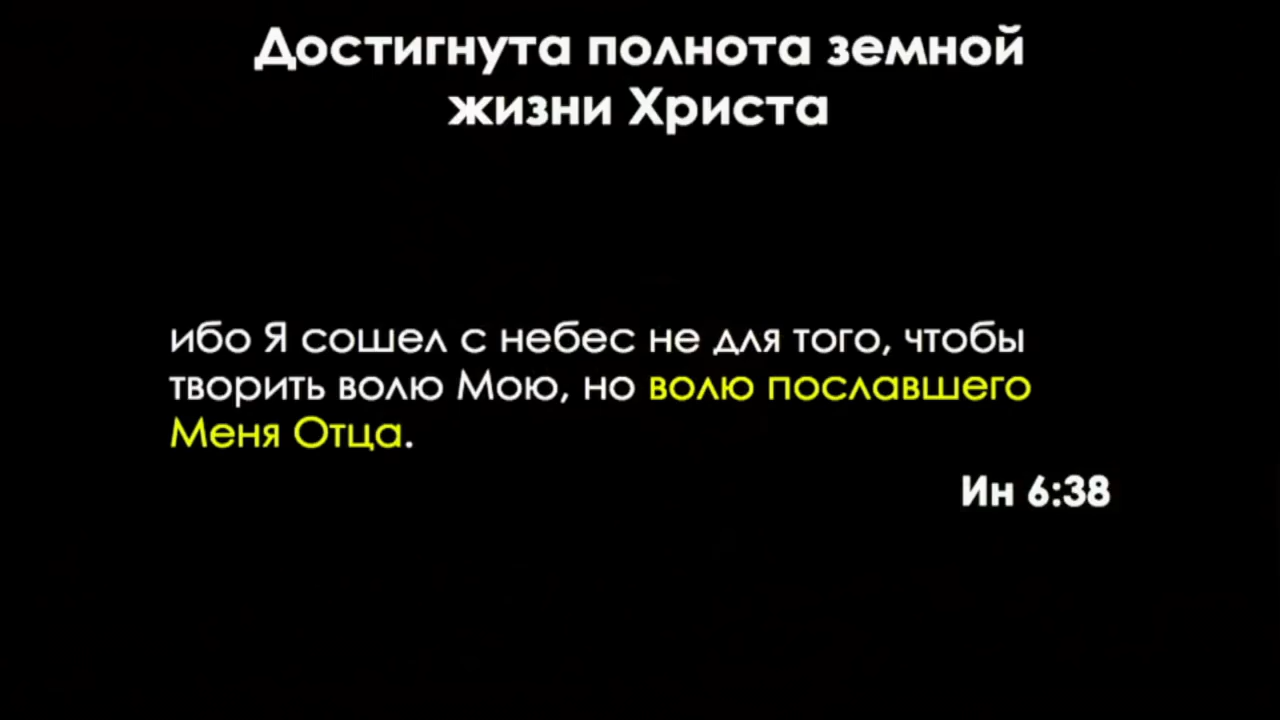 Достигнута полнота земной
жизни Христа
ибо Я сошел с небес не для того, чтобы
творить волю Мою, но волю пославшего
Меня Отца.
Ин 6:38